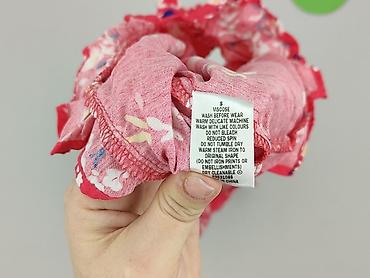 S
VISCOSE
WASH BEFORE WEAR
WARM DELICATE MACHINE
WASH WITH LIKE COLOURS
DO NOT BLEACH
REDUCED SPIN
DO NOT TUMBLE DRY
WARM STEAM IRON TO
ORIGINAL SHAPE
(DO NOT IRON PRINTS OR
EMBELLISHMENTS)
DRY CLEANABLE
CHINA